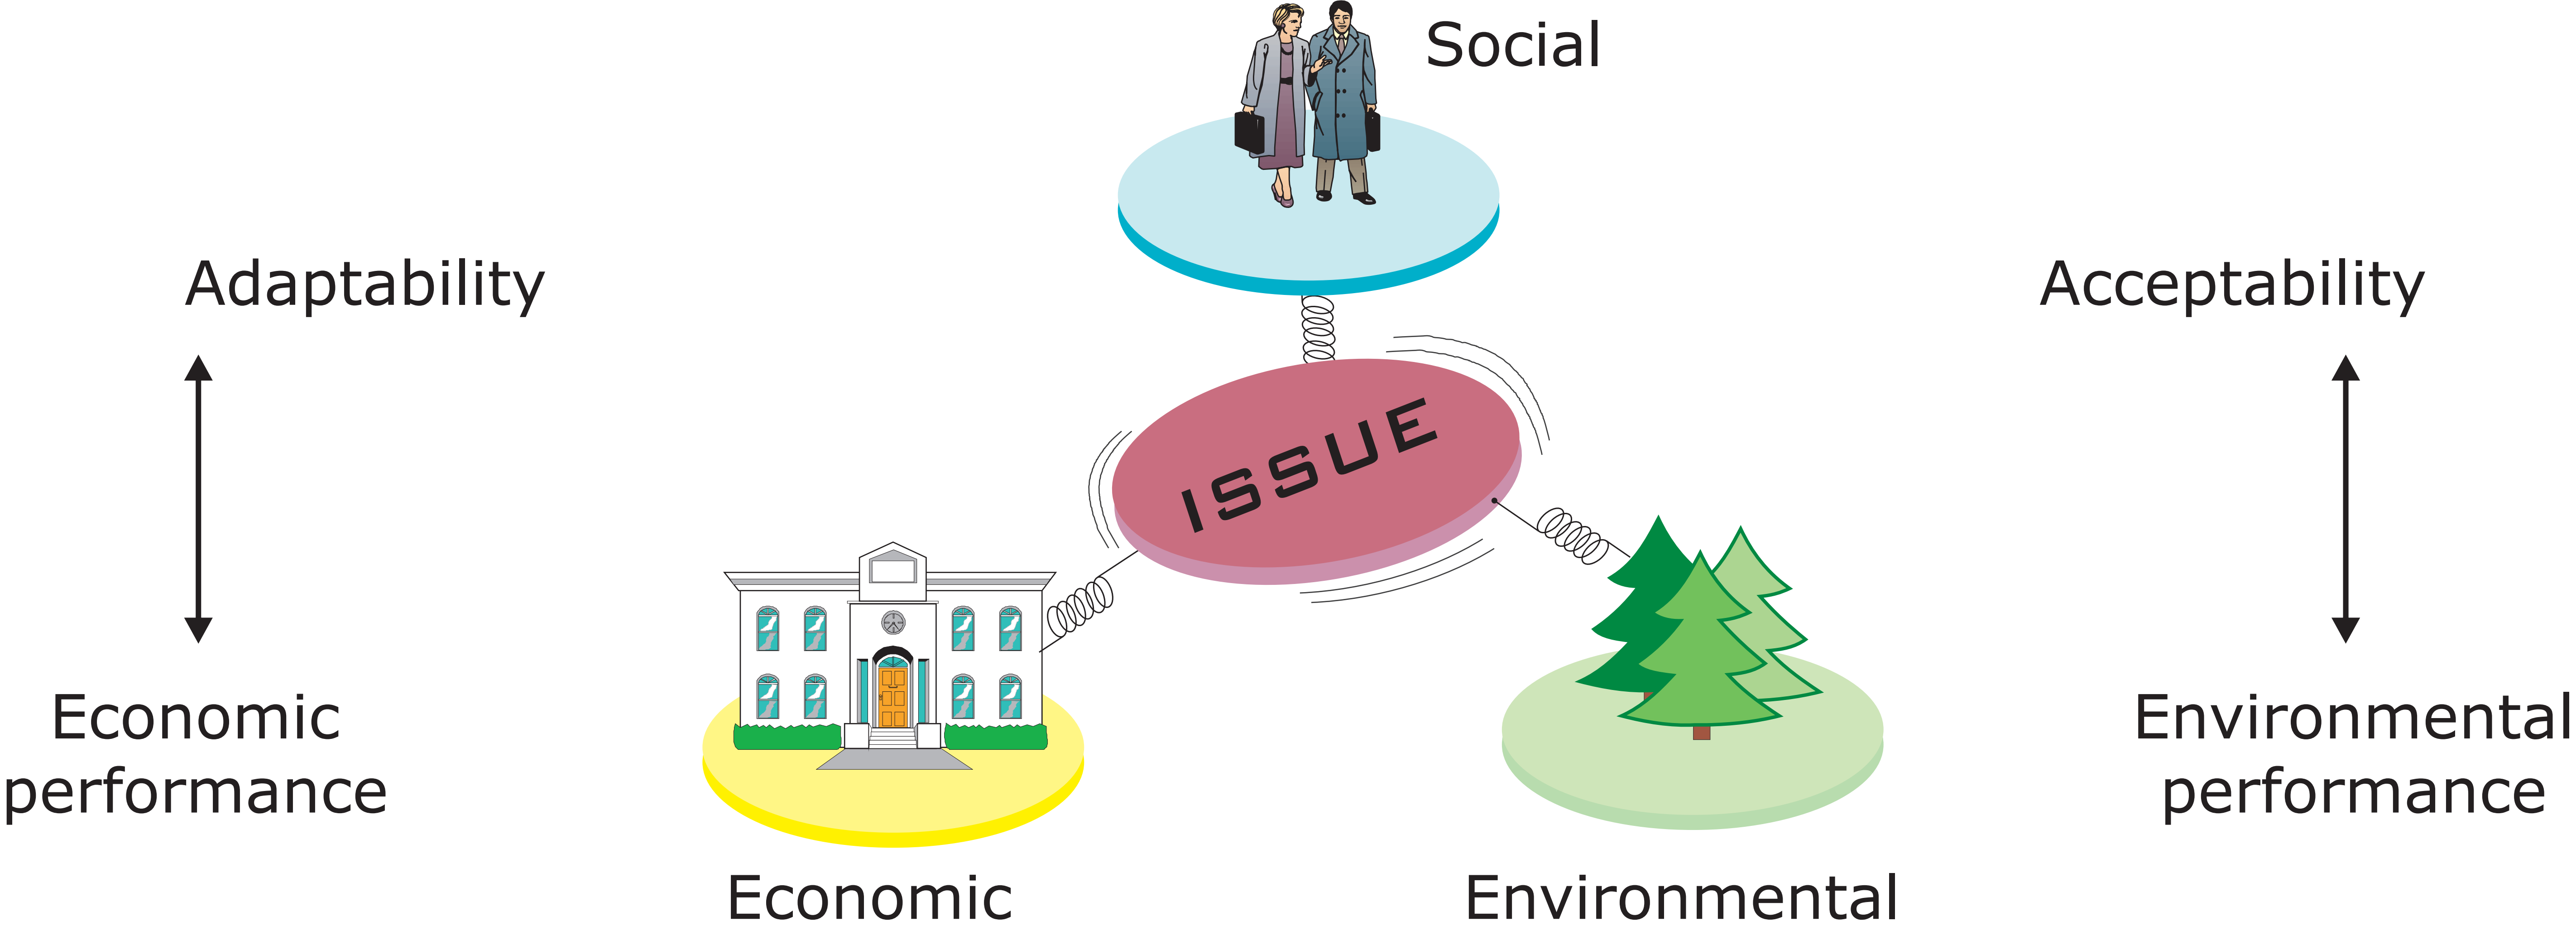 Social
Adaptability
Acceptability
ISSUE
Economic
performance
Environmental
performance
Economic
Environmental